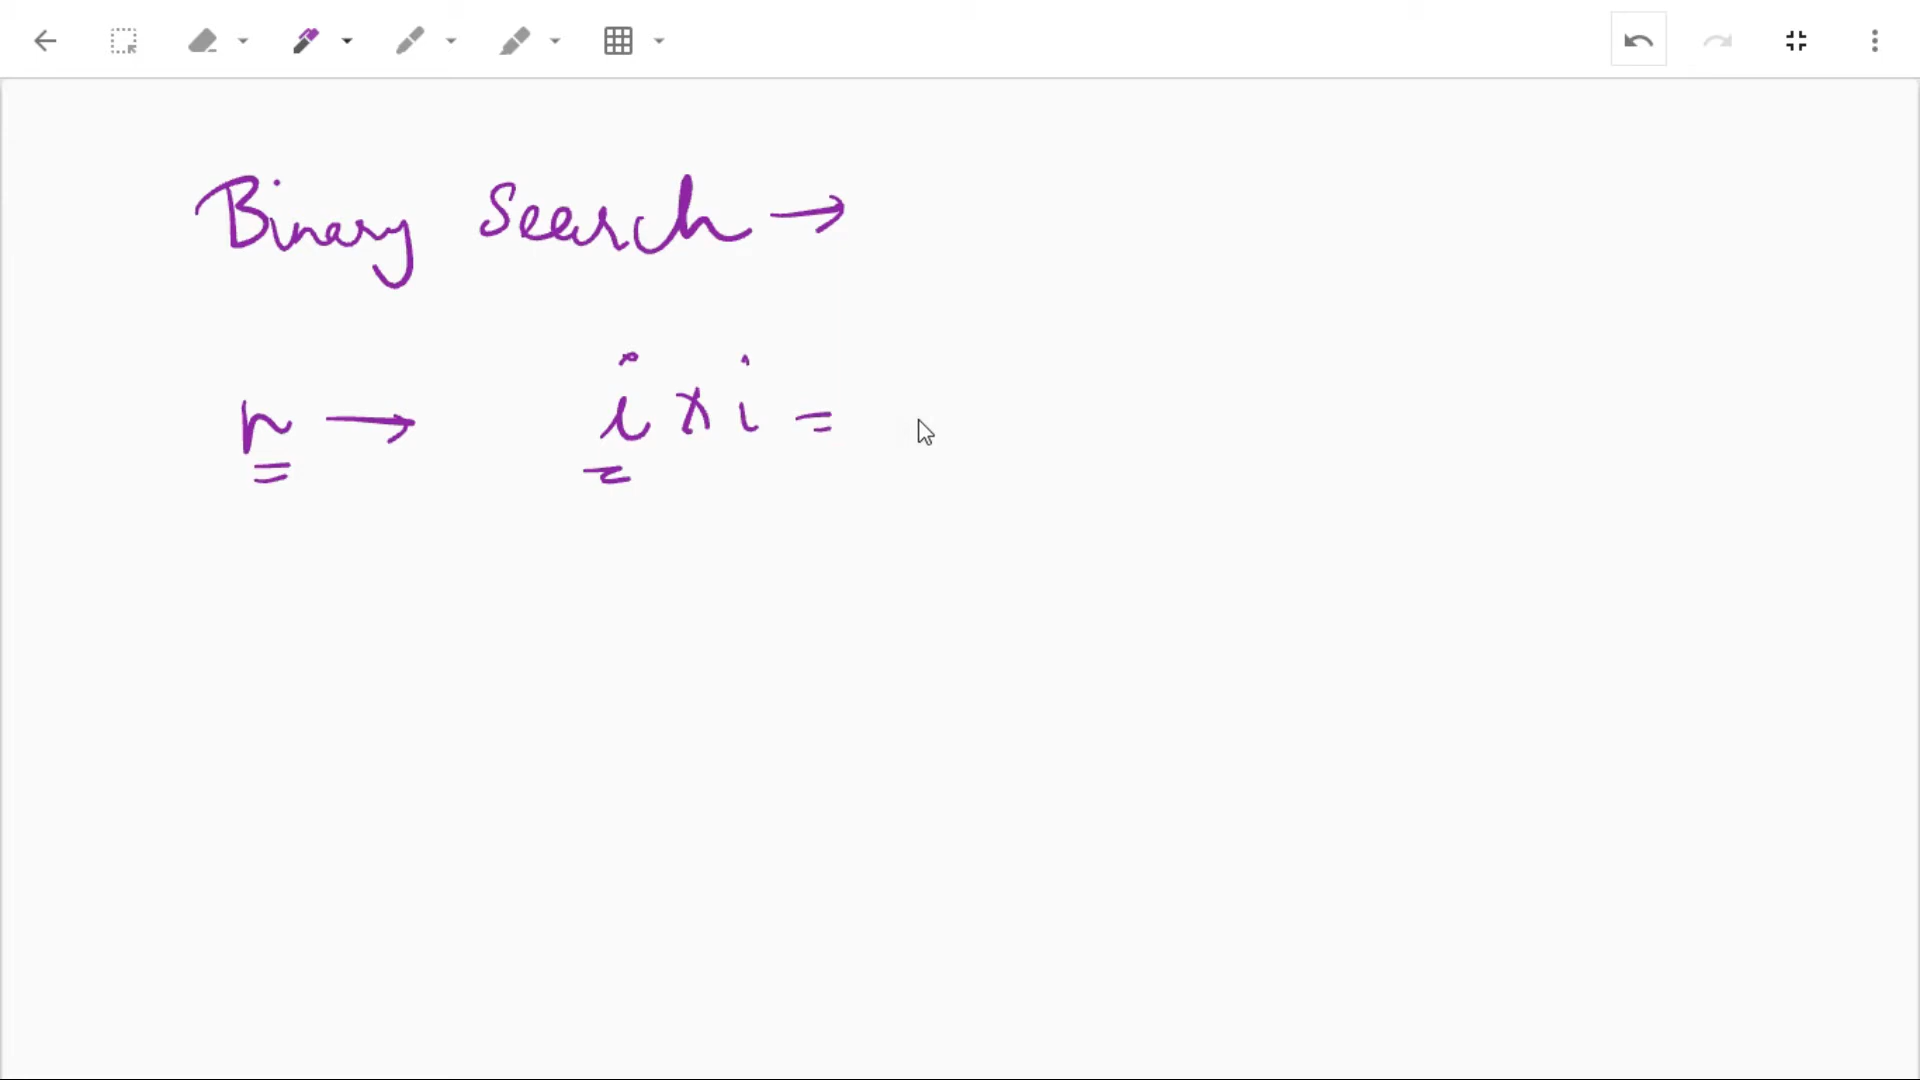 Binary Search →
n → i x i =